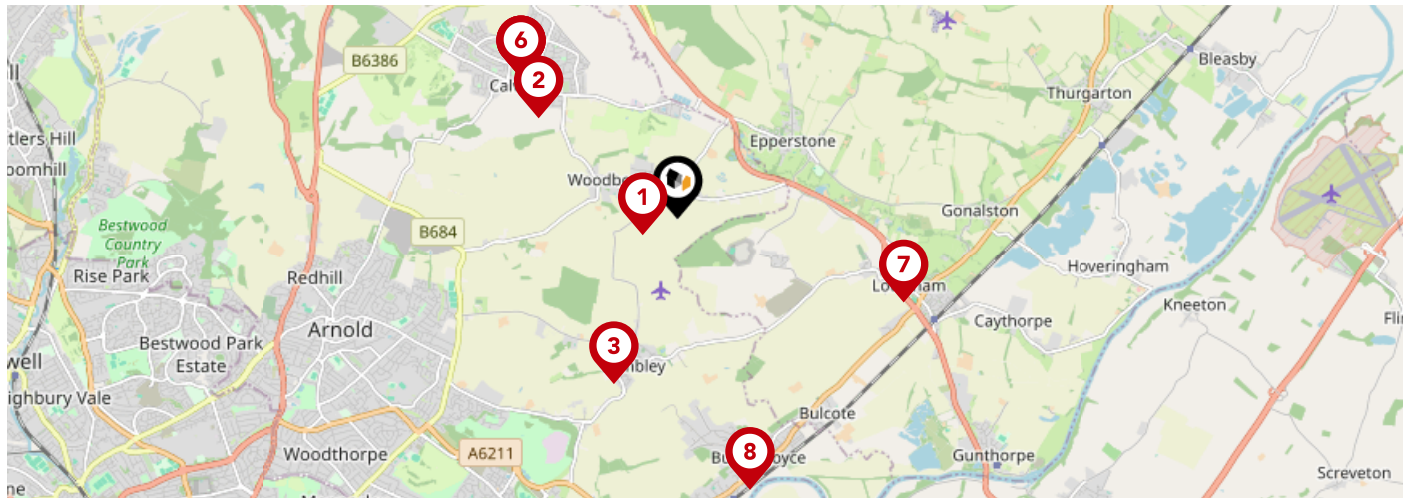 6
B6386
2
Bleasby
Thurgarton
Epperstone
1
Bestwood
Country
Park
B684
Gonalston
Rise Park
Redhill
7
Hoveringham
Kneeton
Arnold
Caythorpe
Bestwood Park
Estate
3
Bulcote
Woodthorpe
A6211
8
Gunthorpe
Screveton